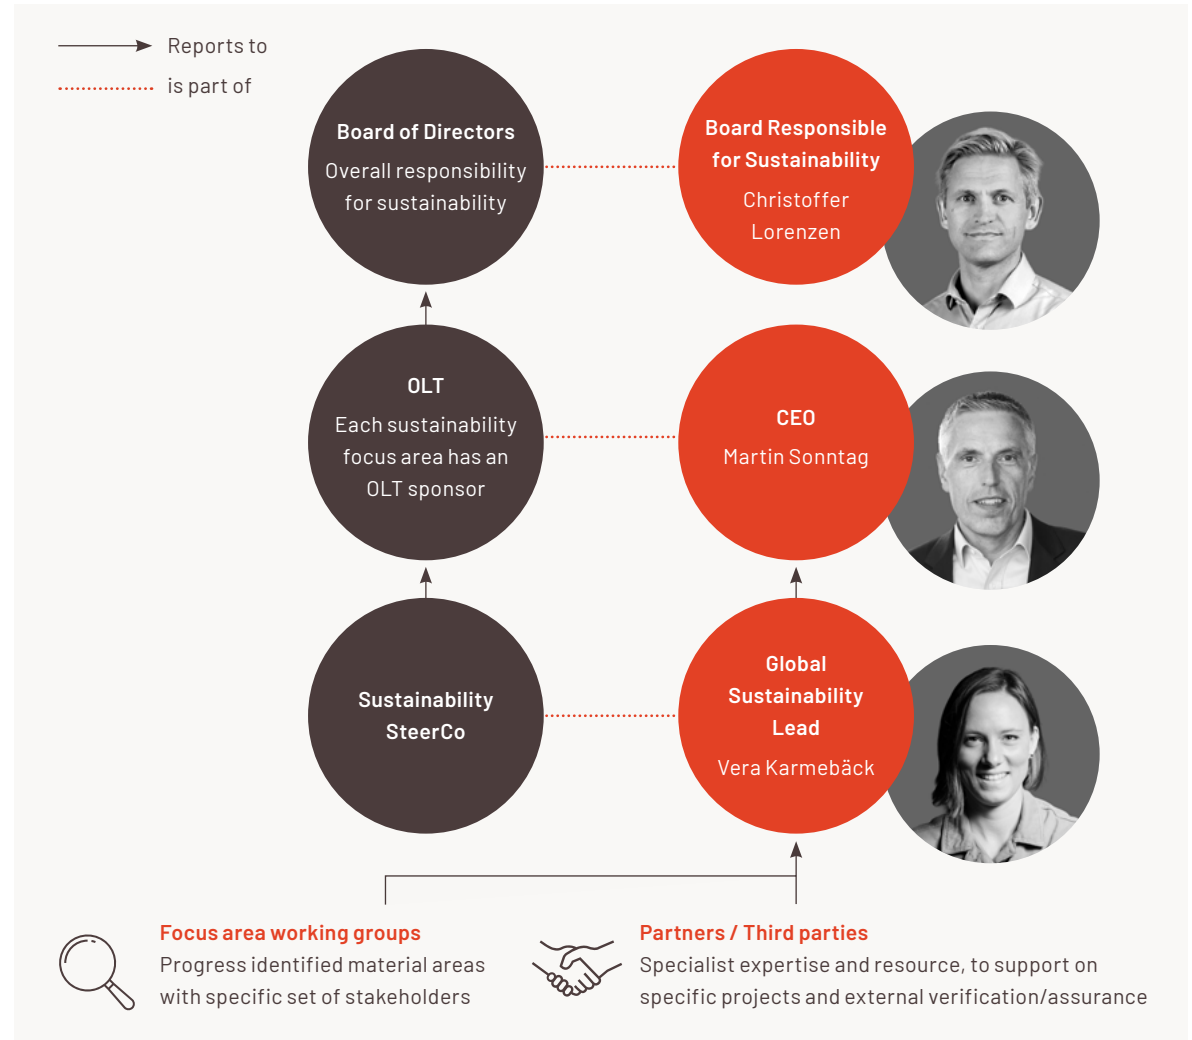 Reports to
is part of
Board of Directors
Overall responsibility
for sustainability
Board Responsible
for Sustainability
Christoffer
Lorenzen
OLT
Each sustainability
focus area has an
OLT sponsor
CEO
Martin Sonntag
Sustainability
SteerCo
Global
Sustainability
Lead
Vera Karmebäck
Focus area working groups
Progress identified material areas
with specific set of stakeholders
Partners / Third parties
Specialist expertise and resource, to support on
specific projects and external verification/assurance